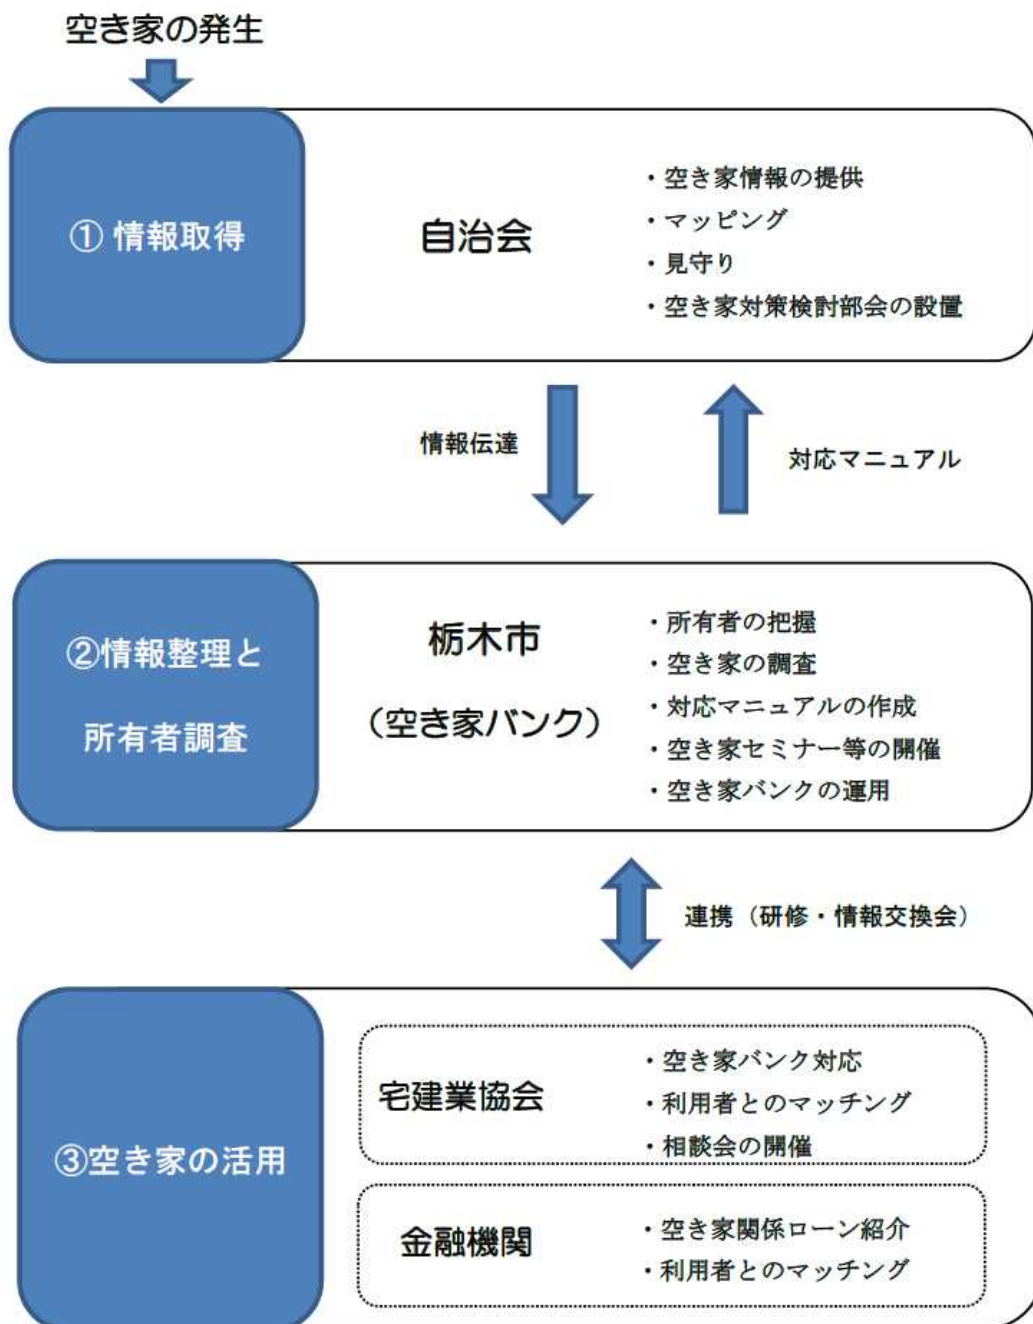 空き家の発生
① 情報取得
自治会
・空き家情報の提供
・マッピング
・見守り
・空き家対策検討部会の設置
情報伝達
対応マニュアル
②情報整理と
所有者調査
栃木市
（空き家バンク）
・所有者の把握
・空き家の調査
・対応マニュアルの作成
・空き家セミナー等の開催
・空き家バンクの運用
連携（研修・情報交換会）
③空き家の活用
宅建業協会
・空き家バンク対応
・利用者とのマッチング
・相談会の開催
金融機関
・空き家関係ローン紹介
・利用者とのマッチング